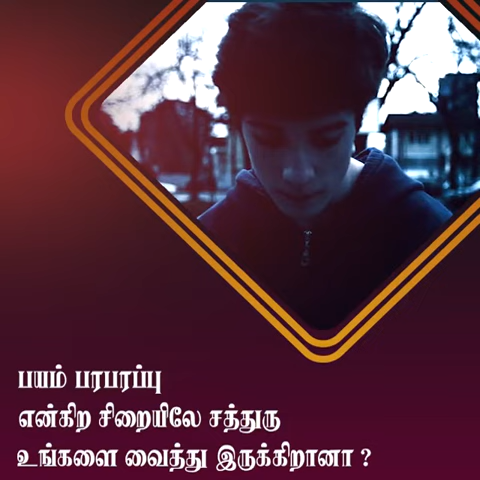 பயம் பரபரப்பு
என்கிற சிறையிலே சத்துரு
உங்களை வைத்து இருக்கிறானா ?